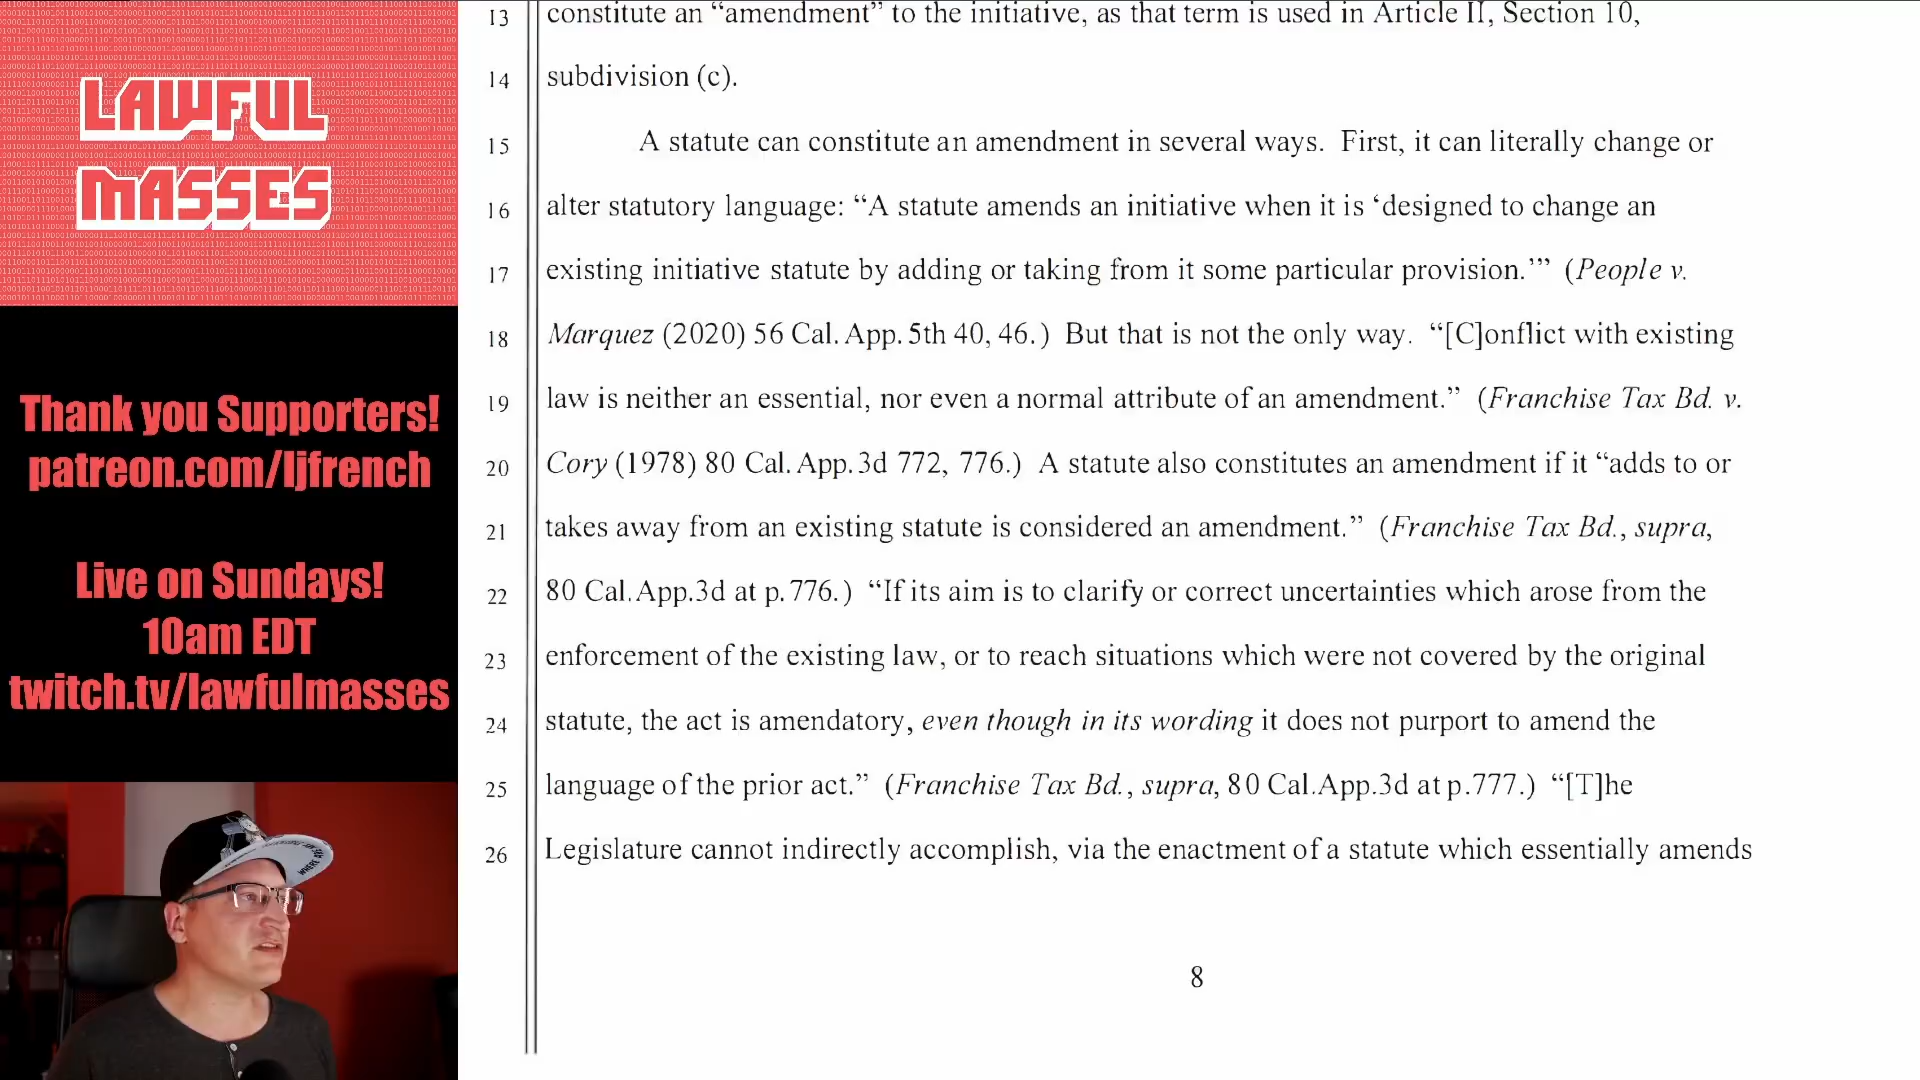 LAWFUL
MASSES
Thank you Supporters!
patreon.com/ljfrench
Live on Sundays!
10am EDT
twitch.tv/lawfulmasses
13 constitute an “amendment” to the initiative, as that term is used in Article II, Section 10,
14 subdivision (c).
15 A statute can constitute an amendment in several ways. First, it can literally change or
16 alter statutory language: “A statute amends an initiative when it is ‘designed to change an
17 existing initiative statute by adding or taking from it some particular provision.’” (People v.
18 Marquez (2020) 56 Cal.App.5th 40, 46.) But that is not the only way. “[C]onflict with existing
19 law is neither an essential, nor even a normal attribute of an amendment.” (Franchise Tax Bd. v.
20 Cory (1978) 80 Cal.App.3d 772, 776.) A statute also constitutes an amendment if it “adds to or
21 takes away from an existing statute is considered an amendment.” (Franchise Tax Bd., supra,
22 80 Cal.App.3d at p.776.) “If its aim is to clarify or correct uncertainties which arose from the
23 enforcement of the existing law, or to reach situations which were not covered by the original
24 statute, the act is amendatory, even though in its wording it does not purport to amend the
25 language of the prior act.” (Franchise Tax Bd., supra, 80 Cal.App.3d at p.777.) “[T]he
26 Legislature cannot indirectly accomplish, via the enactment of a statute which essentially amends
8